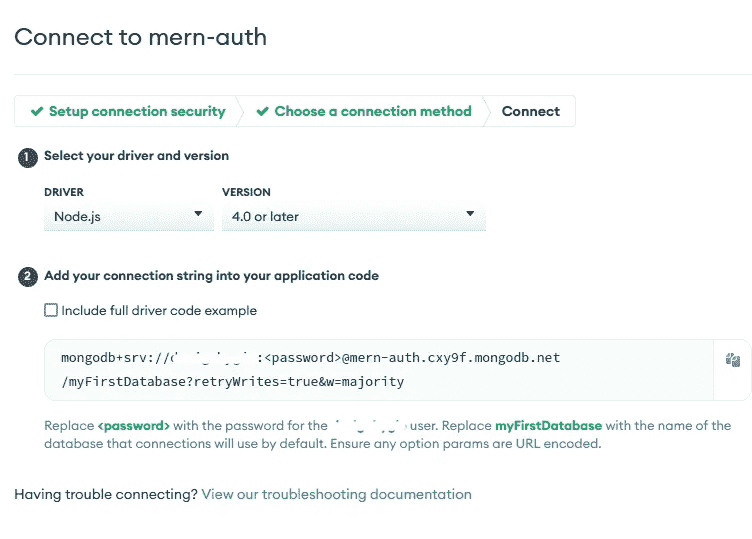 Connect to mern-auth
Setup connection security
Choose a connection method
Connect
1 Select your driver and version
DRIVER
VERSION
Node.js
4.0 or later
2 Add your connection string into your application code
Include full driver code example
mongodb+srv:// :<password>@mern-auth.cxy9f.mongodb.net
/myFirstDatabase?retryWrites=true&w=majority
Replace <password> with the password for the user. Replace myFirstDatabase with the name of the
database that connections will use by default. Ensure any option params are URL encoded.
Having trouble connecting? View our troubleshooting documentation